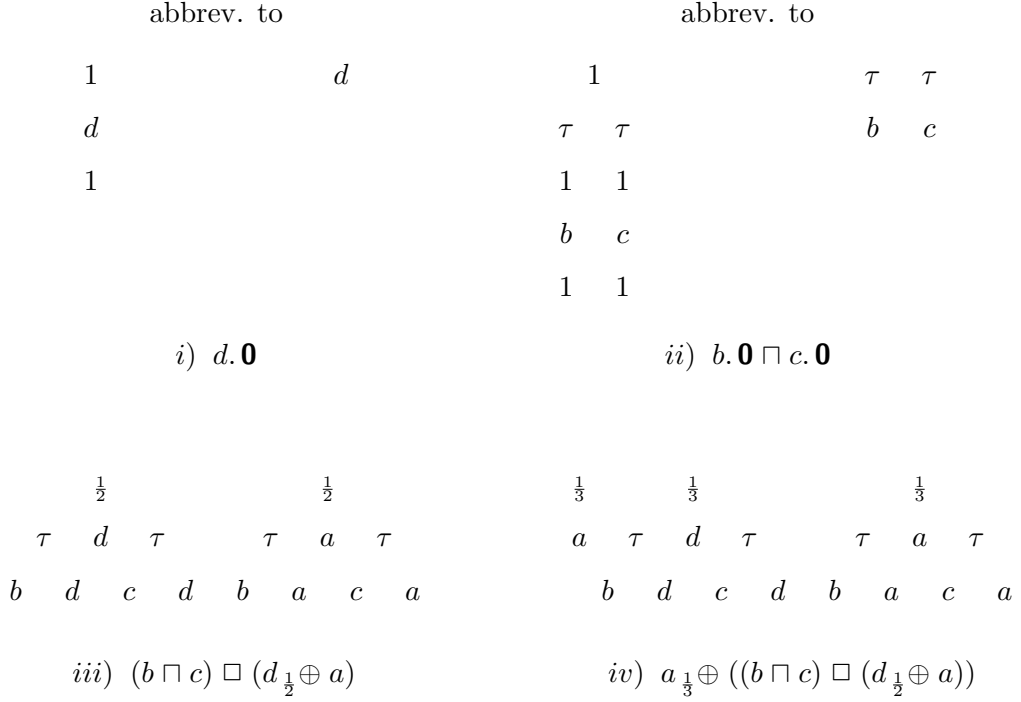 abbrev. to abbrev. to
1 d 1 τ τ
d τ τ b c
1 1 1
b c
1 1
i) d.0 ii) b.0 ⊓ c.0
1/2 1/2 1/3 1/3 1/3
τ d τ τ a τ a τ d τ τ a τ
b d c d b a c a b d c d b a c a
iii) (b ⊓ c) □ (d 1/2⊕ a) iv) a 1/3⊕ ((b ⊓ c) □ (d 1/2⊕ a))